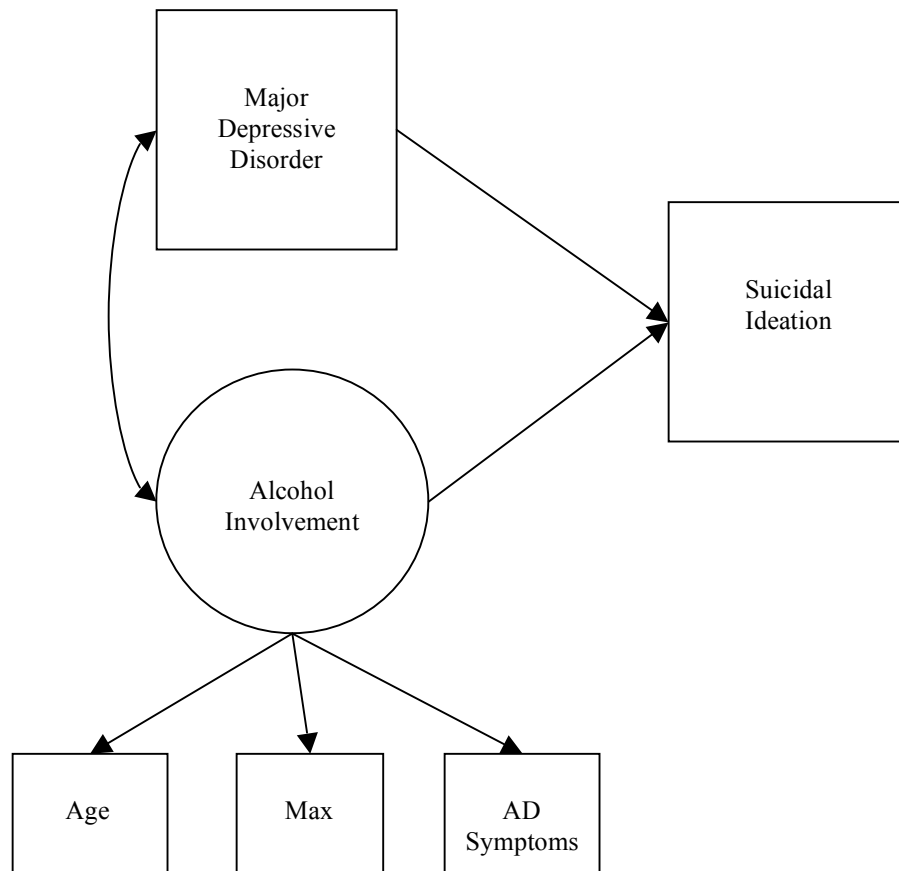 Major
Depressive
Disorder
Suicidal
Ideation
Alcohol
Involvement
Age
Max
AD
Symptoms